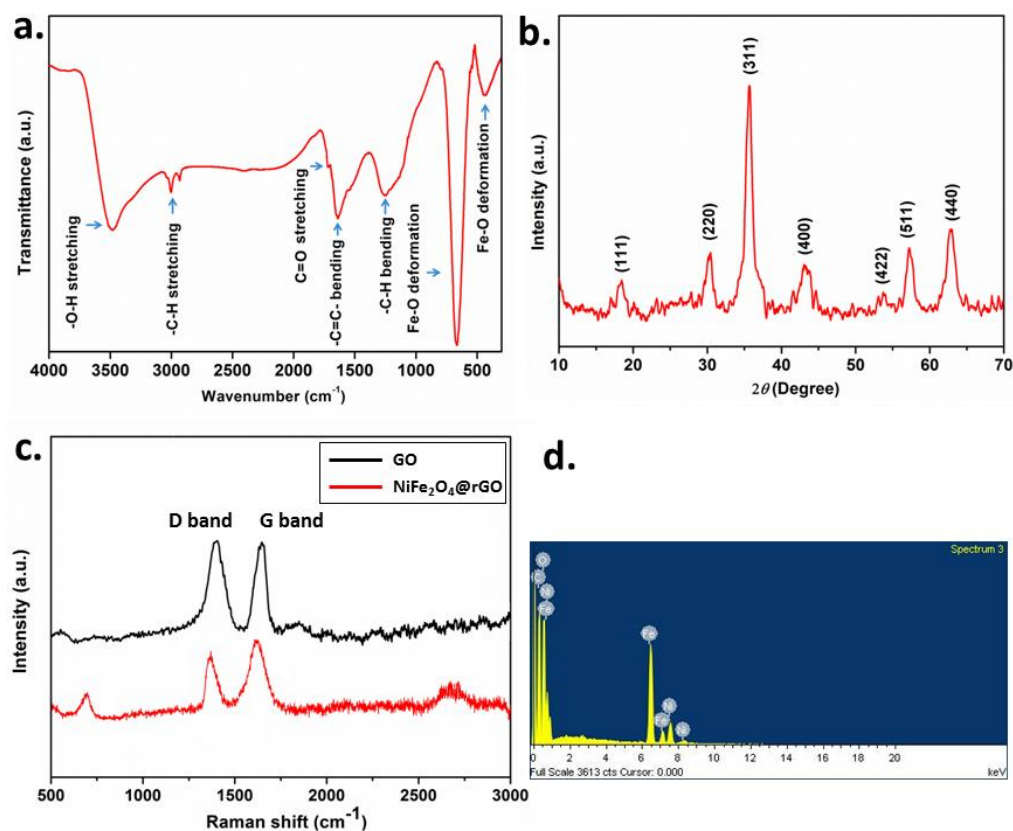 a.
Transmittance (a.u.)
-O-H stretching
-C-H stretching
C=O stretching
-C=C- bending
-C-H bending
Fe-O deformation
Fe-O deformation
4000 3500 3000 2500 2000 1500 1000 500
Wavenumber (cm⁻¹)
b.
Intensity (a.u.)
(111)
(220)
(311)
(400)
(422)
(511)
(440)
10 20 30 40 50 60 70
2θ (Degree)
c.
GO
NiFe₂O₄@rGO
D band G band
Intensity (a.u.)
500 1000 1500 2000 2500 3000
Raman shift (cm⁻¹)
d.
Spectrum 3
O
C
Ni
Fe
Fe
Fe
Ni
Ni
0 2 4 6 8 10 12 14 16 18 20
Full Scale 3613 cts Cursor: 0.000 keV